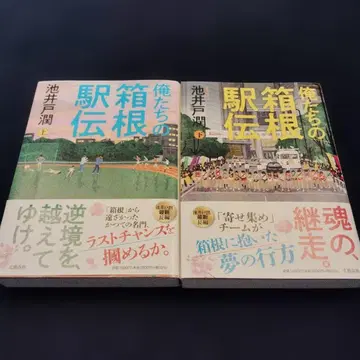 俺たちの
箱根
駅伝
池井戸潤
上
逆境を、
越えて
ゆけ。
「箱根」から
遠ざかった
かつての名門。
ラストチャンスを
摑めるか。
俺たちの
箱根
駅伝
池井戸潤
下
魂の、
継走。
「寄せ集め」
チームが
箱根に抱いた
夢の行方